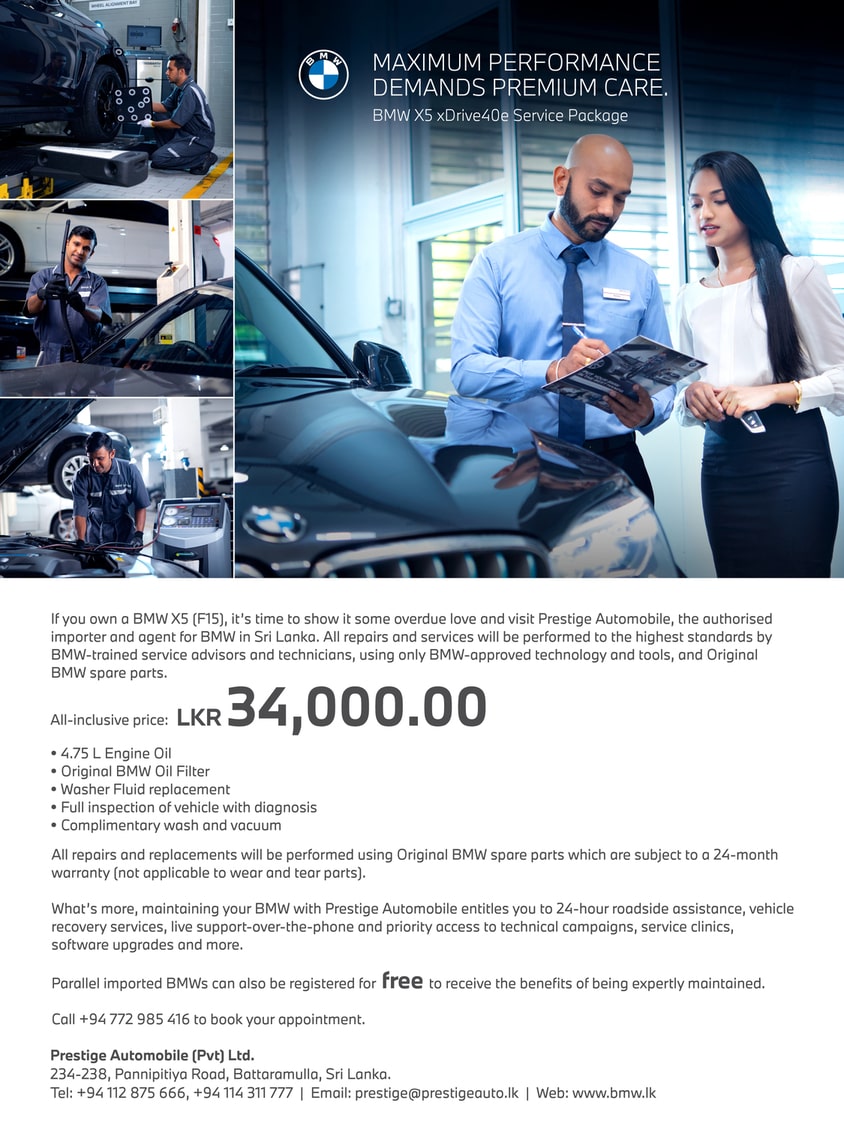 WHEEL ALIGNMENT BAY
BMW
MAXIMUM PERFORMANCE
DEMANDS PREMIUM CARE.
BMW X5 xDrive40e Service Package
If you own a BMW X5 (F15), it's time to show it some overdue love and visit Prestige Automobile, the authorised
importer and agent for BMW in Sri Lanka. All repairs and services will be performed to the highest standards by
BMW-trained service advisors and technicians, using only BMW-approved technology and tools, and Original
BMW spare parts.
All-inclusive price: LKR 34,000.00
• 4.75 L Engine Oil
• Original BMW Oil Filter
• Washer Fluid replacement
• Full inspection of vehicle with diagnosis
• Complimentary wash and vacuum
All repairs and replacements will be performed using Original BMW spare parts which are subject to a 24-month
warranty (not applicable to wear and tear parts).
What's more, maintaining your BMW with Prestige Automobile entitles you to 24-hour roadside assistance, vehicle
recovery services, live support-over-the-phone and priority access to technical campaigns, service clinics,
software upgrades and more.
Parallel imported BMWs can also be registered for free to receive the benefits of being expertly maintained.
Call +94 772 985 416 to book your appointment.
Prestige Automobile (Pvt) Ltd.
234-238, Pannipitiya Road, Battaramulla, Sri Lanka.
Tel: +94 112 875 666, +94 114 311 777 | Email: prestige@prestigeauto.lk | Web: www.bmw.lk